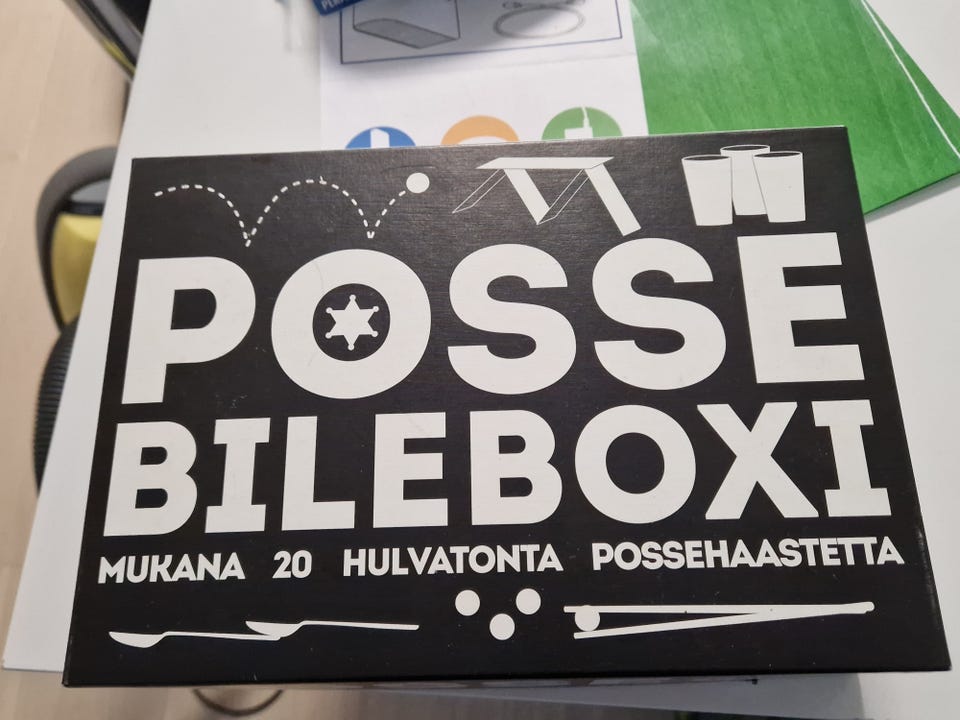 POSSE
BILEBOXI
MUKANA 20 HULVATONTA POSSEHAASTETTA